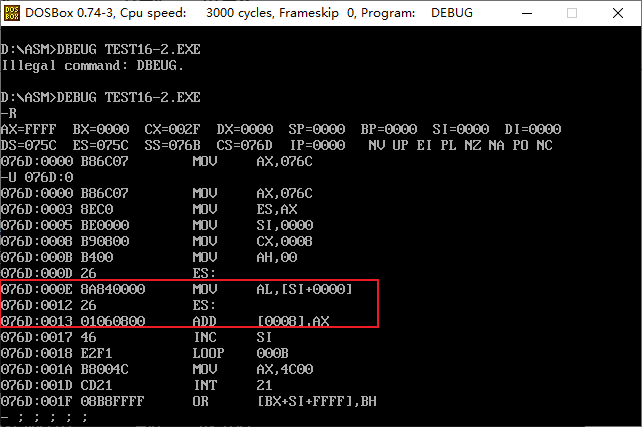 DOSBox 0.74-3, Cpu speed: 3000 cycles, Frameskip 0, Program: DEBUG
D:\ASM>DBEUG TEST16-2.EXE
Illegal command: DBEUG.
D:\ASM>DEBUG TEST16-2.EXE
-R
AX=FFFF BX=0000 CX=002F DX=0000 SP=0000 BP=0000 SI=0000 DI=0000
DS=075C ES=075C SS=076B CS=076D IP=0000 NV UP EI PL NZ NA PO NC
076D:0000 B86C07 MOV AX,076C
-U 076D:0
076D:0000 B86C07 MOV AX,076C
076D:0003 8EC0 MOV ES,AX
076D:0005 BE0000 MOV SI,0000
076D:0008 B90800 MOV CX,0008
076D:000B B400 MOV AH,00
076D:000D 26 ES:
076D:000E 8A840000 MOV AL,[SI+0000]
076D:0012 26 ES:
076D:0013 01060800 ADD [0008],AX
076D:0017 46 INC SI
076D:0018 E2F1 LOOP 000B
076D:001A B8004C MOV AX,4C00
076D:001D CD21 INT 21
076D:001F 08B8FFFF OR [BX+SI+FFFF],BH
- ; ; ; ; ;